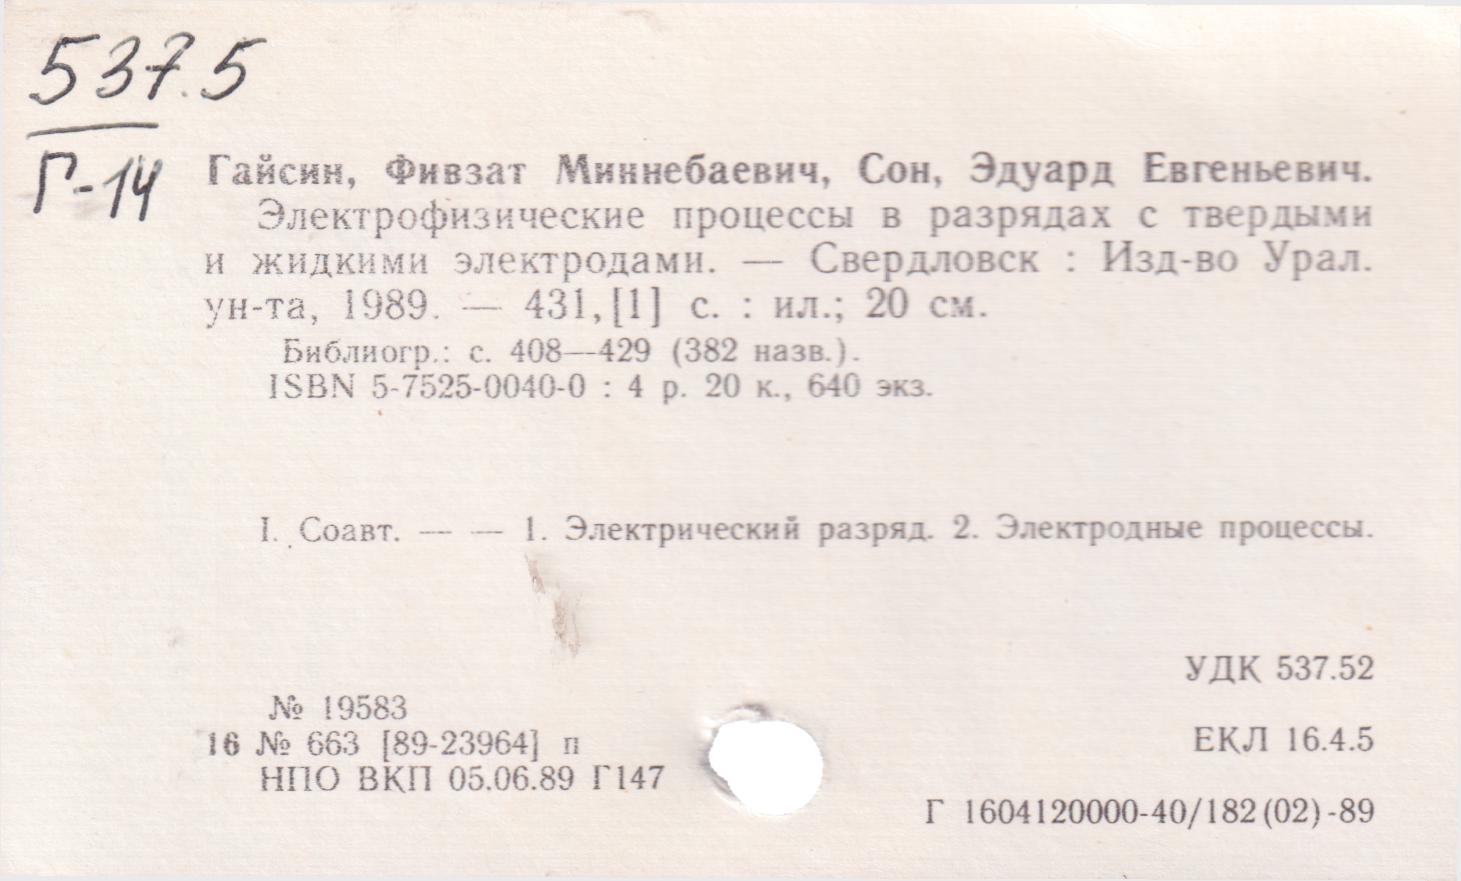 537.5
Г-14
Гайсин, Фивзат Миннебаевич, Сон, Эдуард Евгеньевич.
Электрофизические процессы в разрядах с твердыми
и жидкими электродами. — Свердловск : Изд-во Урал.
ун-та, 1989. — 431,[1] с. : ил.; 20 см.
Библиогр.: с. 408—429 (382 назв.).
ISBN 5-7525-0040-0 : 4 р. 20 к., 640 экз.
I. Соавт. — — 1. Электрический разряд. 2. Электродные процессы.
УДК 537.52
№ 19583
16 № 663 [89-23964] п
ЕКЛ 16.4.5
НПО ВКП 05.06.89 Г147
Г 1604120000-40/182(02)-89